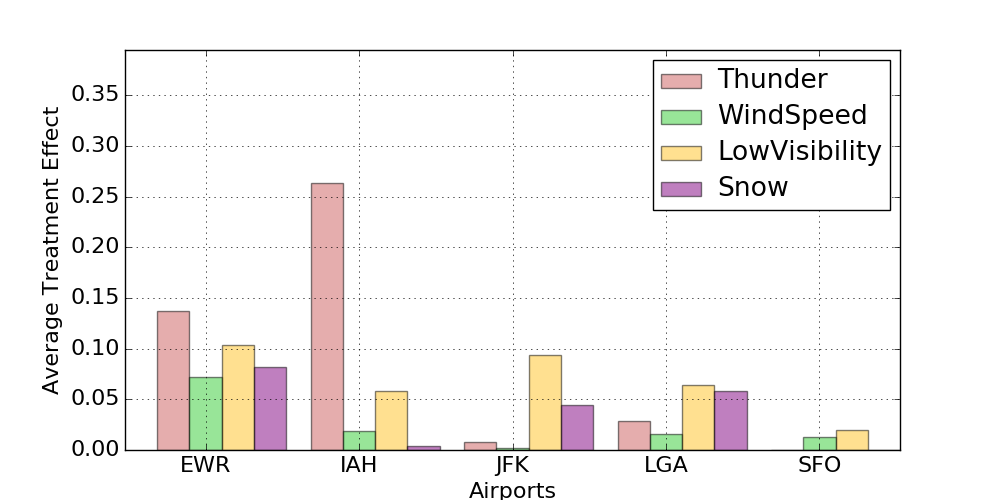 Thunder
WindSpeed
LowVisibility
Snow
Average Treatment Effect
0.35
0.30
0.25
0.20
0.15
0.10
0.05
0.00
EWR IAH JFK LGA SFO
Airports